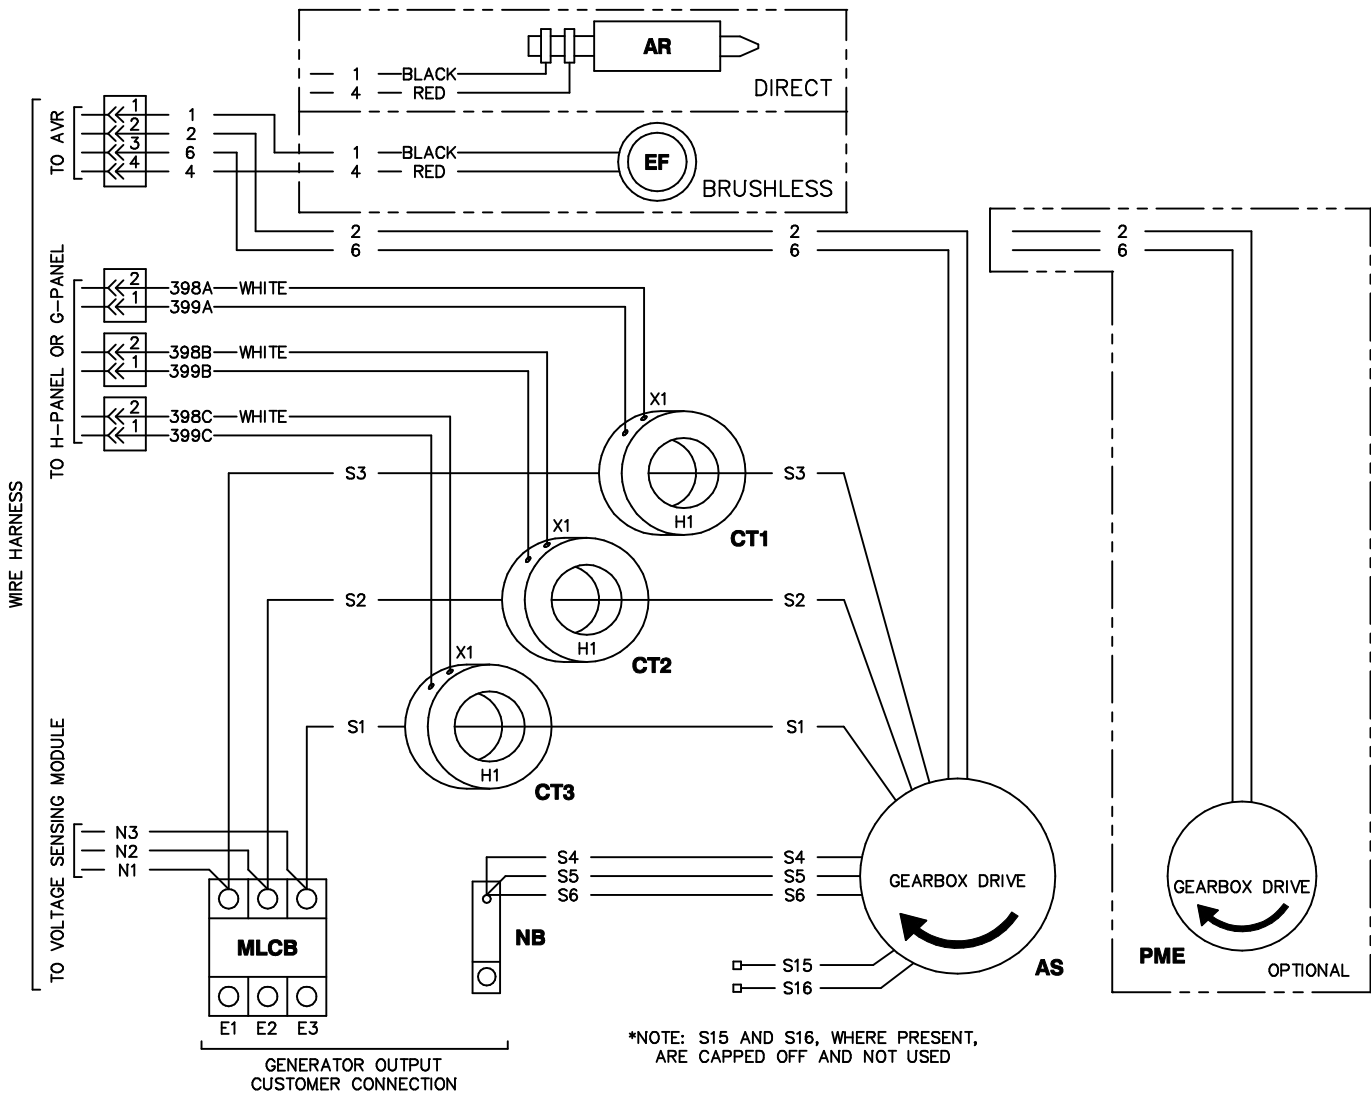 AR
1 BLACK
4 RED
DIRECT
TO AVR
1 1
2 2
3 6
4 4
1 BLACK
4 RED
EF
BRUSHLESS
2 2
6 6
2
6
TO H-PANEL OR G-PANEL
2 398A WHITE
1 399A
2 398B WHITE
1 399B
2 398C WHITE
1 399C
X1
S3 S3
H1
CT1
X1
S2 S2
H1
CT2
X1
S1 S1
H1
CT3
WIRE HARNESS
TO VOLTAGE SENSING MODULE
N3
N2
N1
MLCB
E1 E2 E3
S4 S4
S5 S5
S6 S6
NB
GEARBOX DRIVE
AS
S15
S16
GEARBOX DRIVE
PME
OPTIONAL
*NOTE: S15 AND S16, WHERE PRESENT,
ARE CAPPED OFF AND NOT USED
GENERATOR OUTPUT
CUSTOMER CONNECTION